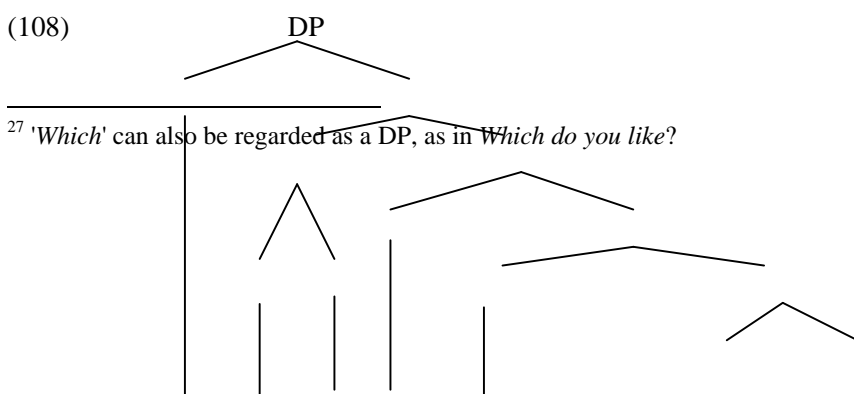 (108) DP
27 'Which' can also be regarded as a DP, as in Which do you like?